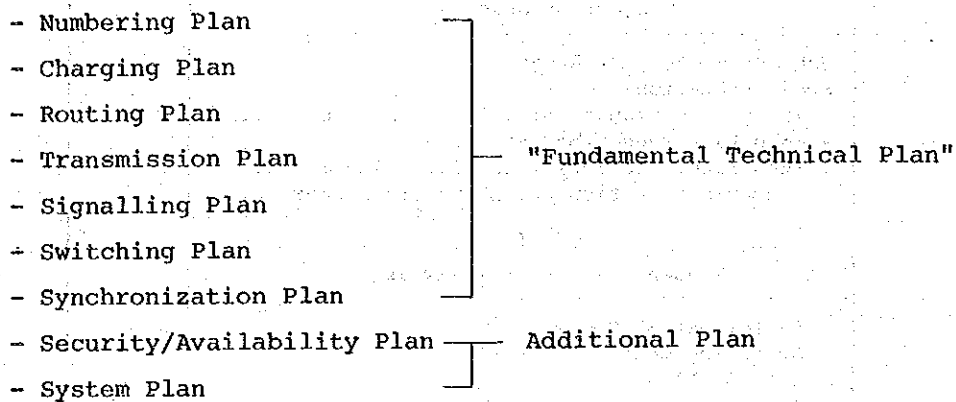 - Numbering Plan
- Charging Plan
- Routing Plan
- Transmission Plan "Fundamental Technical Plan"
- Signalling Plan
- Switching Plan
- Synchronization Plan
- Security/Availability Plan Additional Plan
- System Plan